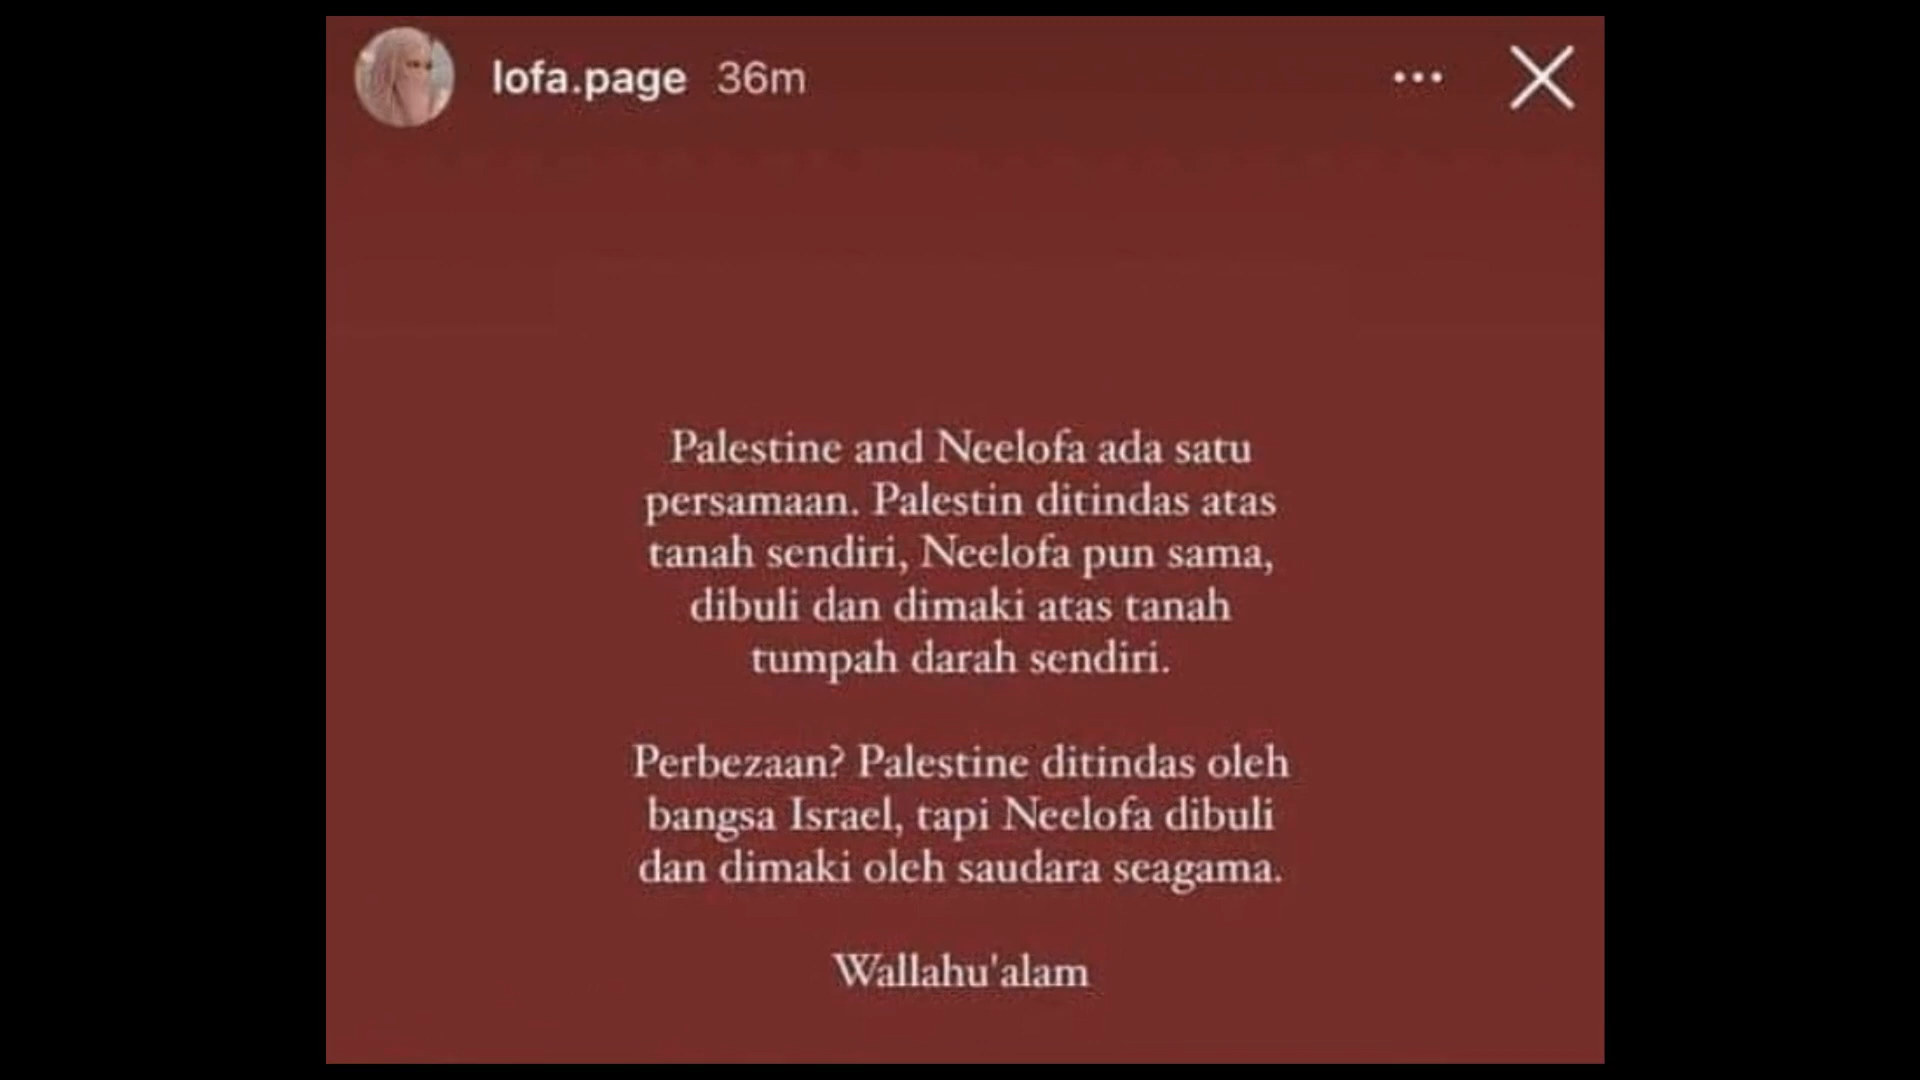 lofa.page 36m
Palestine and Neelofa ada satu
persamaan. Palestin ditindas atas
tanah sendiri, Neelofa pun sama,
dibuli dan dimaki atas tanah
tumpah darah sendiri.
Perbezaan? Palestine ditindas oleh
bangsa Israel, tapi Neelofa dibuli
dan dimaki oleh saudara seagama.
Wallahu'alam